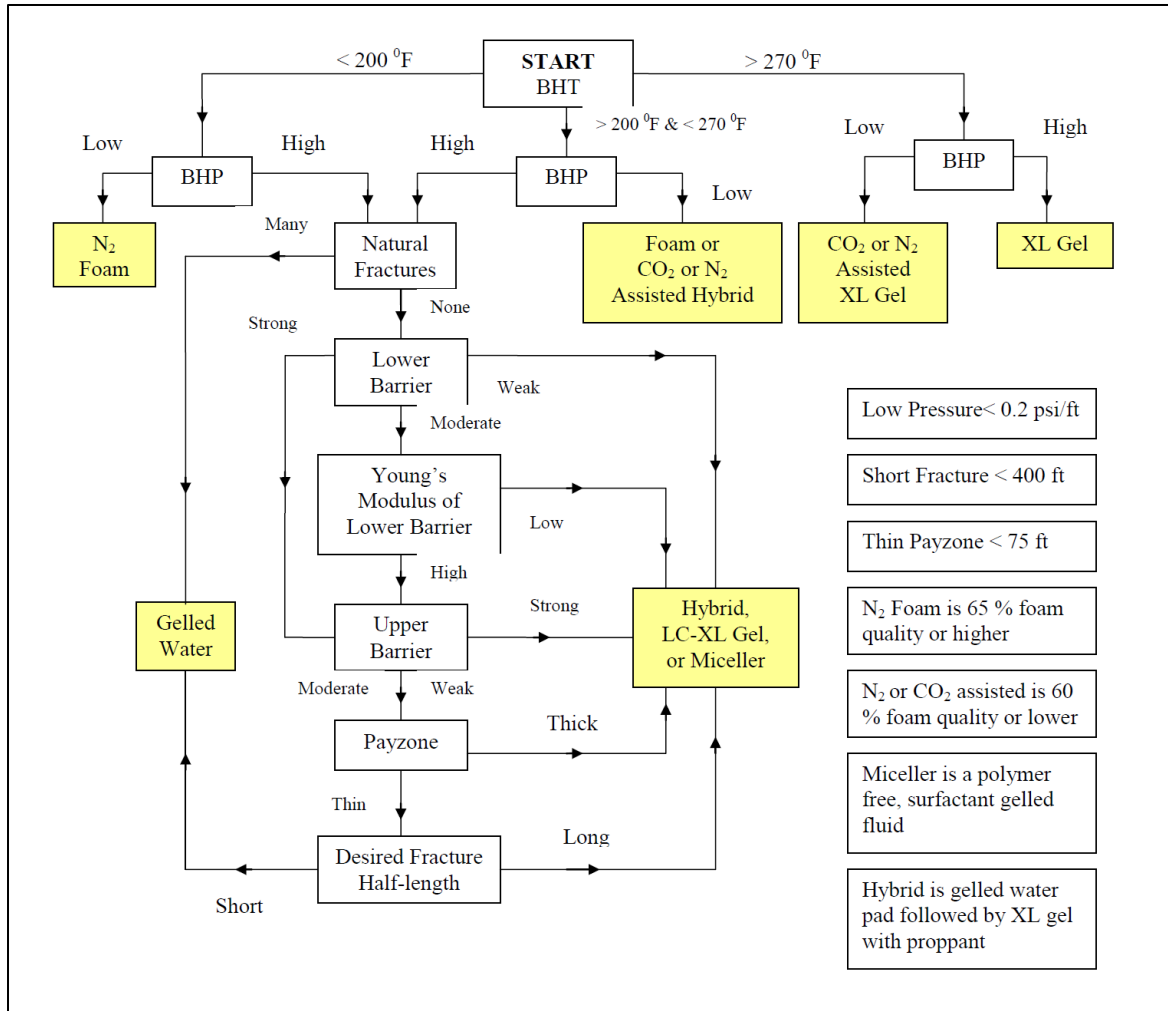 START
BHT
< 200 ⁰F
> 270 ⁰F
> 200 ⁰F & < 270 ⁰F
Low
High
High
Low
Low
High
BHP
BHP
BHP
N₂
Foam
Many
Natural
Fractures
Foam or
CO₂ or N₂
Assisted Hybrid
CO₂ or N₂
Assisted
XL Gel
XL Gel
None
Strong
Lower
Barrier
Weak
Moderate
Young's
Modulus of
Lower Barrier
Low
High
Gelled
Water
Upper
Barrier
Strong
Hybrid,
LC-XL Gel,
or Miceller
Moderate
Weak
Payzone
Thick
Thin
Desired Fracture
Half-length
Long
Short
Low Pressure< 0.2 psi/ft
Short Fracture < 400 ft
Thin Payzone < 75 ft
N₂ Foam is 65 % foam
quality or higher
N₂ or CO₂ assisted is 60
% foam quality or lower
Miceller is a polymer
free, surfactant gelled
fluid
Hybrid is gelled water
pad followed by XL gel
with proppant